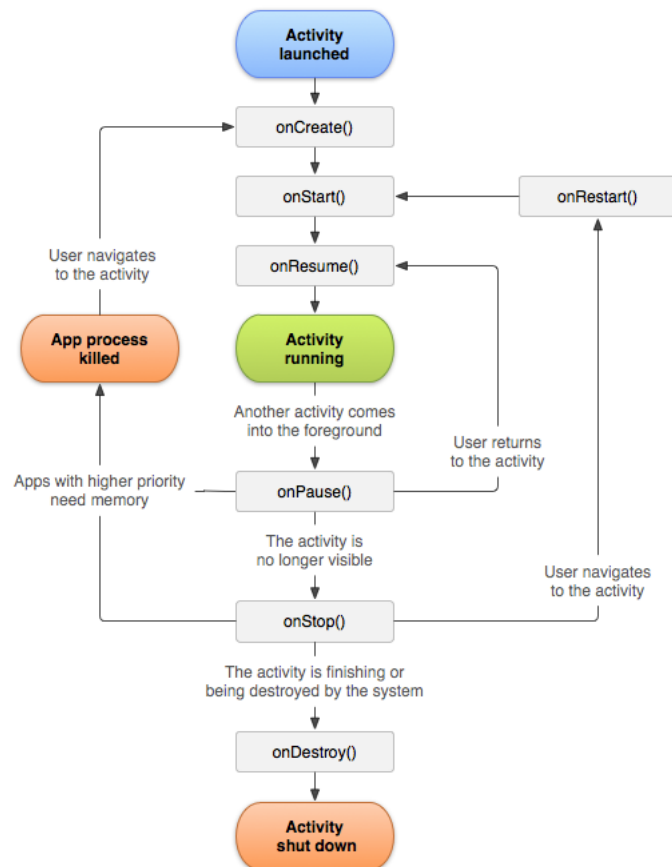 Activity
launched
onCreate()
onStart()
onRestart()
User navigates
to the activity
onResume()
App process
killed
Activity
running
Another activity comes
into the foreground
User returns
to the activity
Apps with higher priority
need memory
onPause()
The activity is
no longer visible
User navigates
to the activity
onStop()
The activity is finishing or
being destroyed by the system
onDestroy()
Activity
shut down